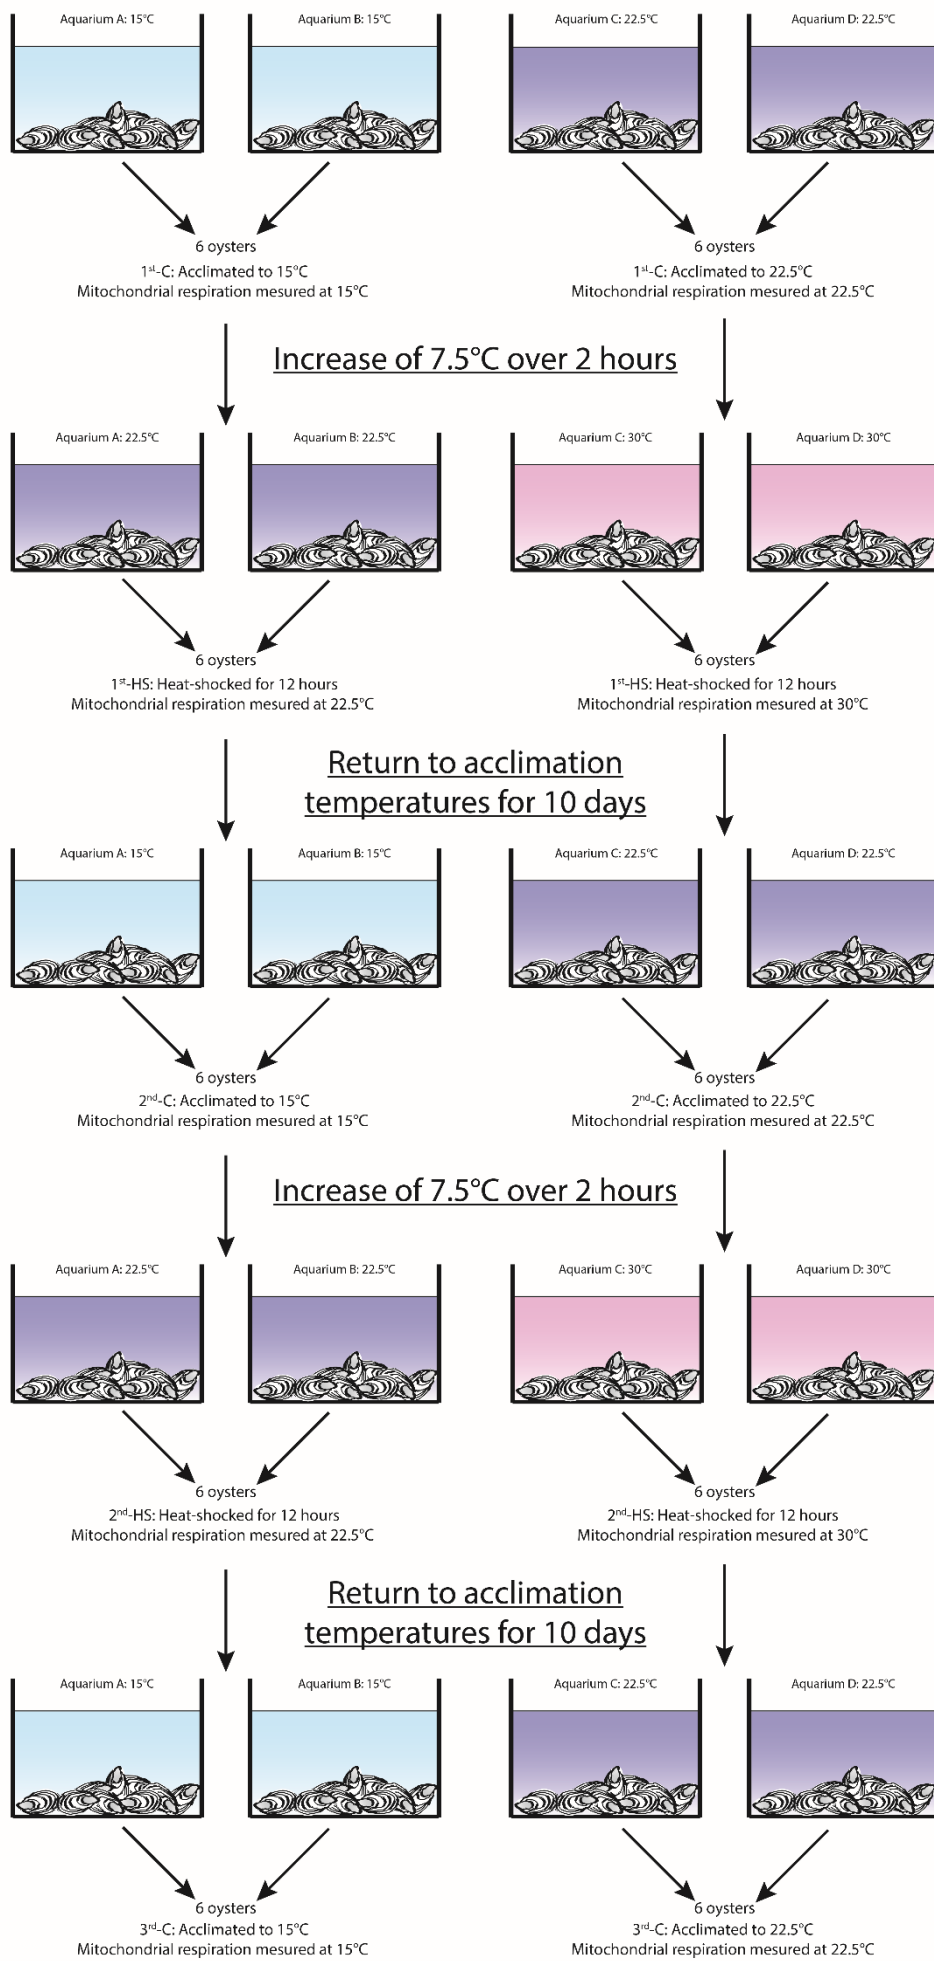 Aquarium A: 15°C
Aquarium B: 15°C
Aquarium C: 22.5°C
Aquarium D: 22.5°C
6 oysters
1st-C: Acclimated to 15°C
Mitochondrial respiration mesured at 15°C
6 oysters
1st-C: Acclimated to 22.5°C
Mitochondrial respiration mesured at 22.5°C
Increase of 7.5°C over 2 hours
Aquarium A: 22.5°C
Aquarium B: 22.5°C
Aquarium C: 30°C
Aquarium D: 30°C
6 oysters
1st-HS: Heat-shocked for 12 hours
Mitochondrial respiration mesured at 22.5°C
6 oysters
1st-HS: Heat-shocked for 12 hours
Mitochondrial respiration mesured at 30°C
Return to acclimation
temperatures for 10 days
Aquarium A: 15°C
Aquarium B: 15°C
Aquarium C: 22.5°C
Aquarium D: 22.5°C
6 oysters
2nd-C: Acclimated to 15°C
Mitochondrial respiration mesured at 15°C
6 oysters
2nd-C: Acclimated to 22.5°C
Mitochondrial respiration mesured at 22.5°C
Increase of 7.5°C over 2 hours
Aquarium A: 22.5°C
Aquarium B: 22.5°C
Aquarium C: 30°C
Aquarium D: 30°C
6 oysters
2nd-HS: Heat-shocked for 12 hours
Mitochondrial respiration mesured at 22.5°C
6 oysters
2nd-HS: Heat-shocked for 12 hours
Mitochondrial respiration mesured at 30°C
Return to acclimation
temperatures for 10 days
Aquarium A: 15°C
Aquarium B: 15°C
Aquarium C: 22.5°C
Aquarium D: 22.5°C
6 oysters
3rd-C: Acclimated to 15°C
Mitochondrial respiration mesured at 15°C
6 oysters
3rd-C: Acclimated to 22.5°C
Mitochondrial respiration mesured at 22.5°C